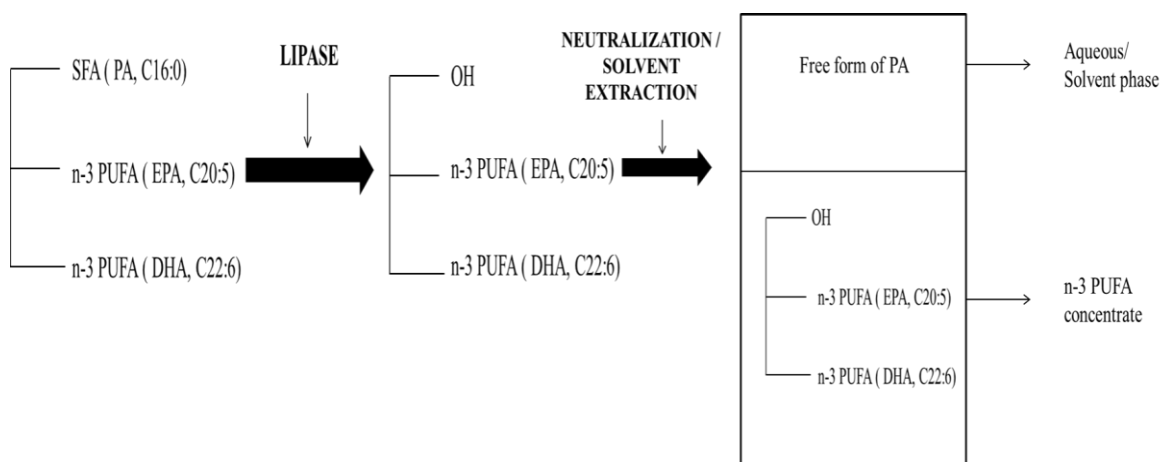 SFA ( PA, C16:0)
n-3 PUFA ( EPA, C20:5)
n-3 PUFA ( DHA, C22:6)
LIPASE
OH
n-3 PUFA ( EPA, C20:5)
n-3 PUFA ( DHA, C22:6)
NEUTRALIZATION /
SOLVENT
EXTRACTION
Free form of PA
OH
n-3 PUFA ( EPA, C20:5)
n-3 PUFA ( DHA, C22:6)
Aqueous/
Solvent phase
n-3 PUFA
concentrate